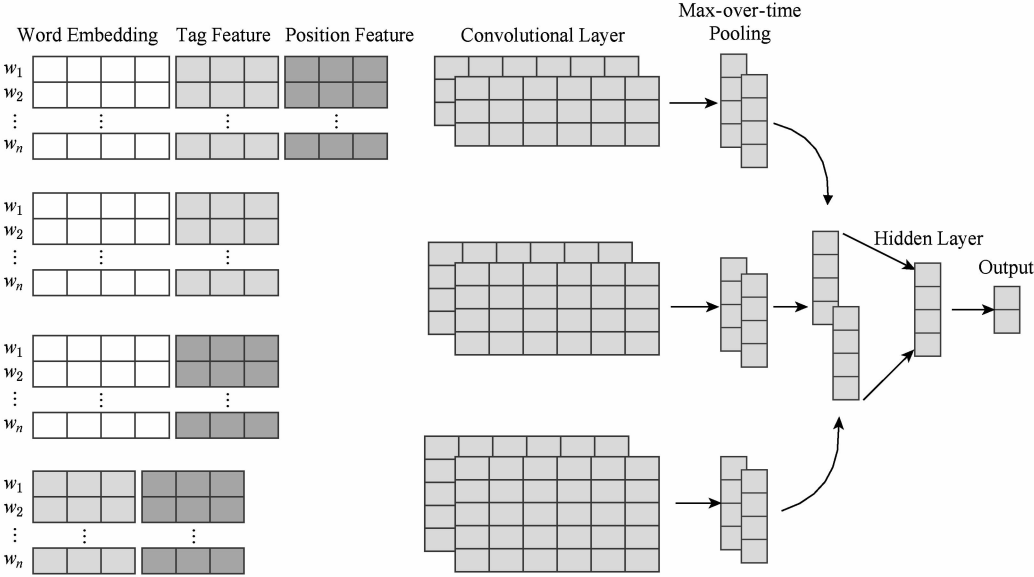 Word Embedding Tag Feature Position Feature Convolutional Layer Max-over-time
Pooling
w1
w2
⋮ ⋮ ⋮ ⋮
wn
w1
w2
⋮ ⋮ ⋮
wn
Hidden Layer
Output
w1
w2
⋮ ⋮ ⋮
wn
w1
w2
⋮ ⋮ ⋮
wn